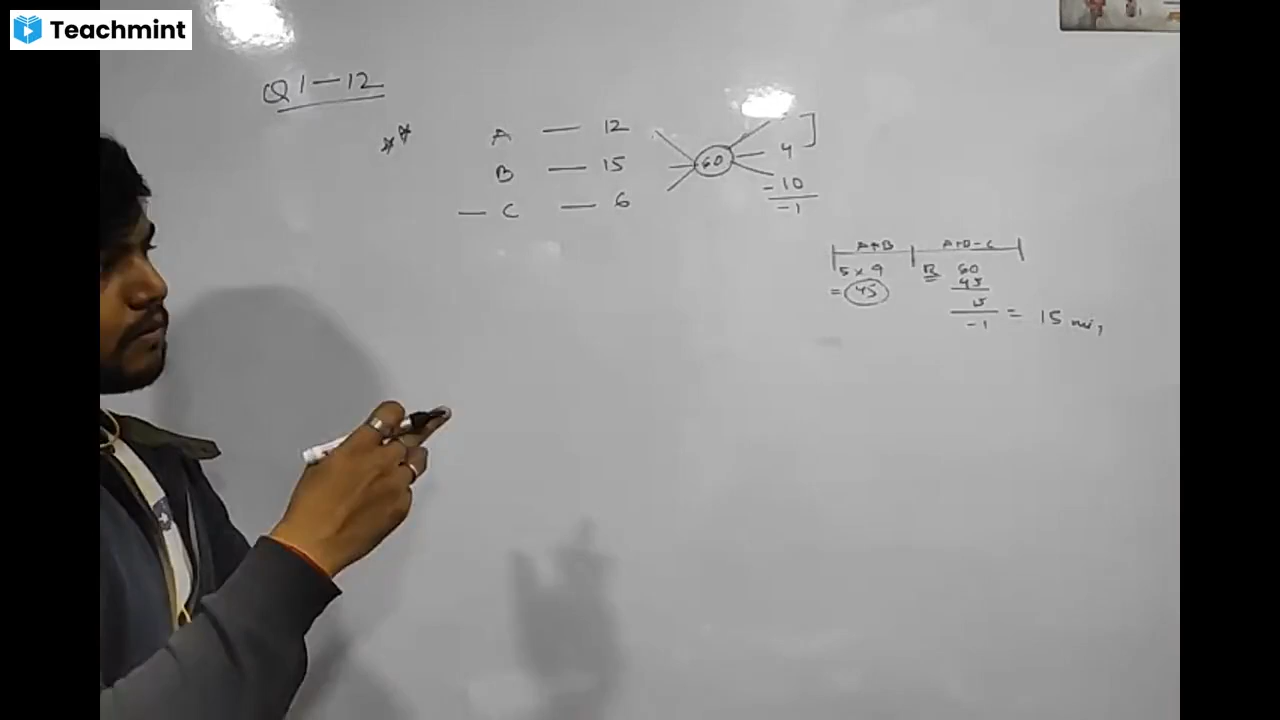 Teachmint
Q1-12
A — 12
B — 15
— C — 6
60
4
-10
-1
A+B
5 x 9
= 45
A+B-C
60
45
15
-1
= 15